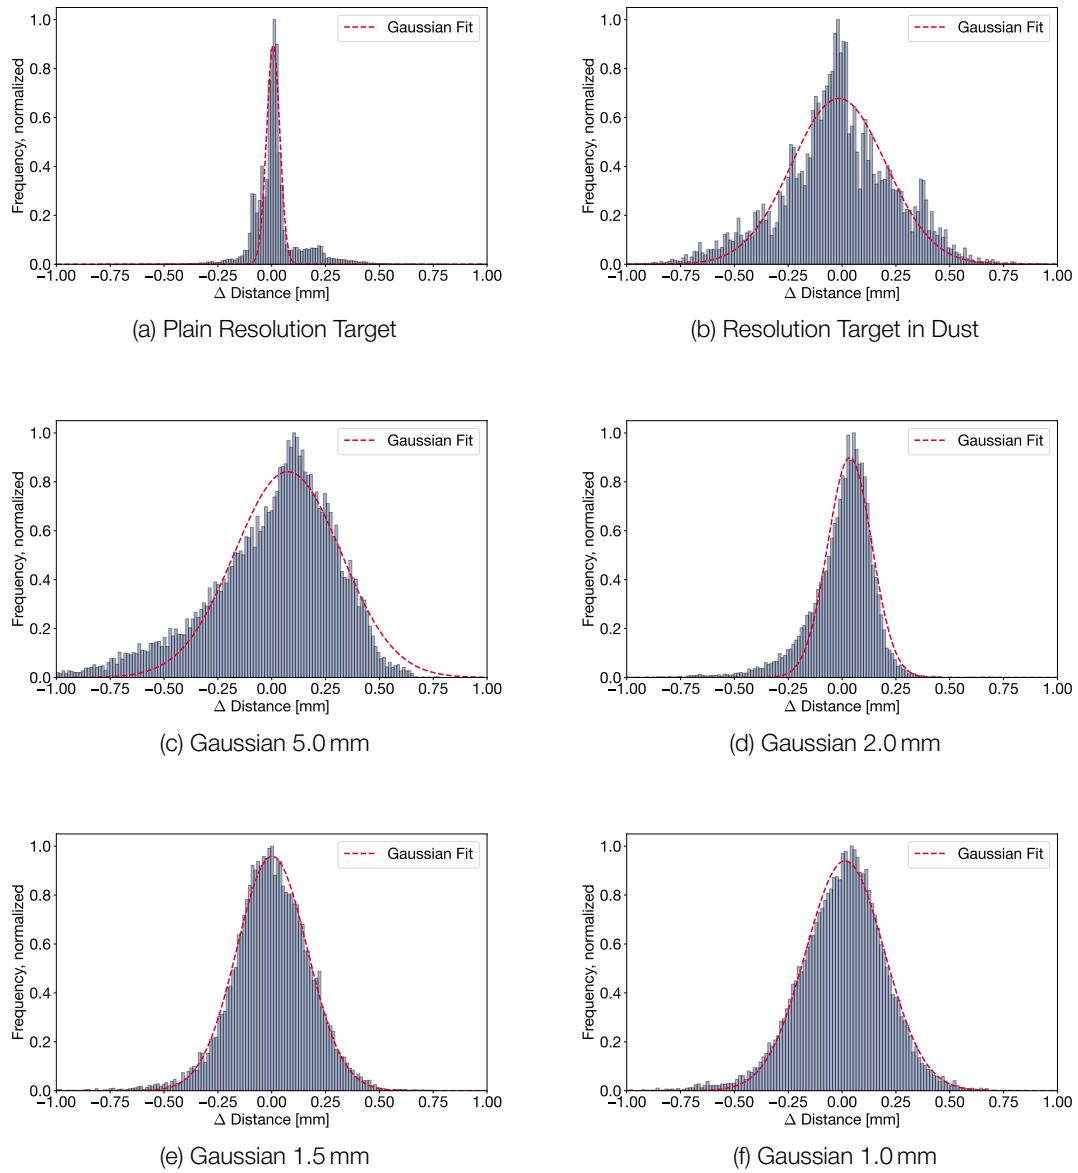 Frequency, normalized
1.0
0.8
0.6
0.4
0.2
0.0
Gaussian Fit
−1.00 −0.75 −0.50 −0.25 0.00 0.25 0.50 0.75 1.00
Δ Distance [mm]
(a) Plain Resolution Target
Frequency, normalized
1.0
0.8
0.6
0.4
0.2
0.0
Gaussian Fit
−1.00 −0.75 −0.50 −0.25 0.00 0.25 0.50 0.75 1.00
Δ Distance [mm]
(b) Resolution Target in Dust
Frequency, normalized
1.0
0.8
0.6
0.4
0.2
0.0
Gaussian Fit
−1.00 −0.75 −0.50 −0.25 0.00 0.25 0.50 0.75 1.00
Δ Distance [mm]
(c) Gaussian 5.0 mm
Frequency, normalized
1.0
0.8
0.6
0.4
0.2
0.0
Gaussian Fit
−1.00 −0.75 −0.50 −0.25 0.00 0.25 0.50 0.75 1.00
Δ Distance [mm]
(d) Gaussian 2.0 mm
Frequency, normalized
1.0
0.8
0.6
0.4
0.2
0.0
Gaussian Fit
−1.00 −0.75 −0.50 −0.25 0.00 0.25 0.50 0.75 1.00
Δ Distance [mm]
(e) Gaussian 1.5 mm
Frequency, normalized
1.0
0.8
0.6
0.4
0.2
0.0
Gaussian Fit
−1.00 −0.75 −0.50 −0.25 0.00 0.25 0.50 0.75 1.00
Δ Distance [mm]
(f) Gaussian 1.0 mm